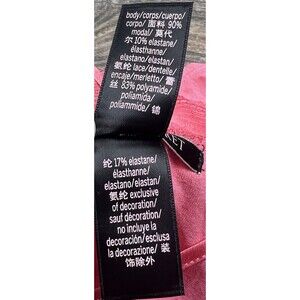 body/corps/cuerpo/
corpo/ 面料 90%
modal/ 莫代
尔 10% elastane/
élasthanne/
elastano/elastan/
氨纶 lace/dentelle/
encaje/merletto/ 蕾
丝 83% polyamide/
poliamida/
poliammide/ 锦
纶 17% elastane/
élasthanne/
elastano/elastan/
氨纶 exclusive
of decoration/
sauf décoration/
no incluye la
decoración/esclusa
la decorazione/ 装
饰除外